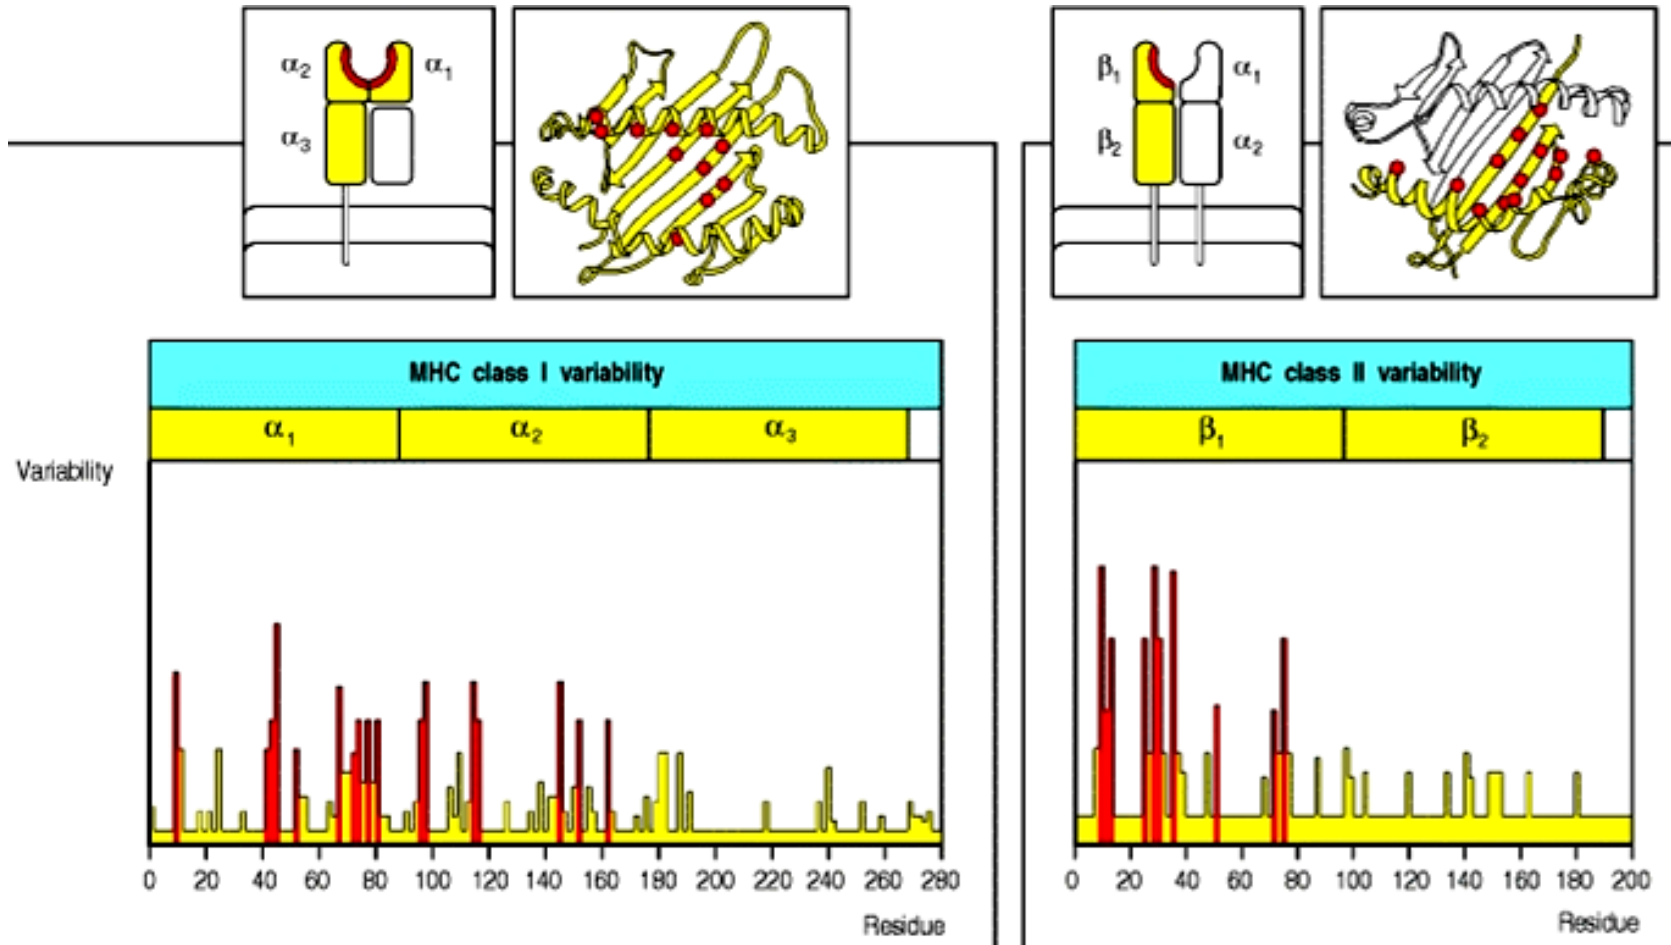 α2 α1
α3
β1 α1
β2 α2
MHC class I variability
α1 α2 α3
Variability
0 20 40 60 80 100 120 140 160 180 200 220 240 260 280
Residue
MHC class II variability
β1 β2
0 20 40 60 80 100 120 140 160 180 200
Residue